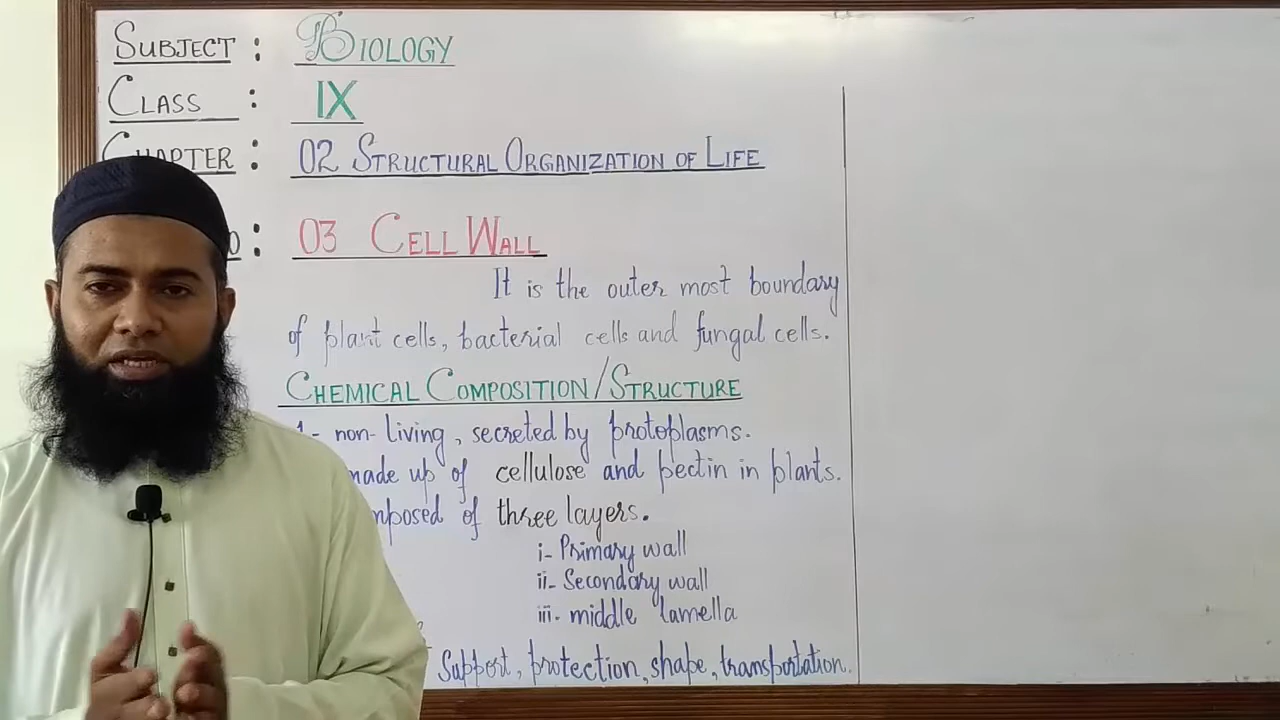 SUBJECT : BIOLOGY
CLASS : IX
CHAPTER : 02 STRUCTURAL ORGANIZATION OF LIFE
: 03 CELL WALL
It is the outer most boundary
of plant cells, bacterial cells and fungal cells.
CHEMICAL COMPOSITION/STRUCTURE
1- non-Living, secreted by protoplasms.
made up of cellulose and pectin in plants.
mposed of three layers.
i- Primary wall
ii- Secondary wall
iii- middle lamella
Support, protection, shape, transportation.